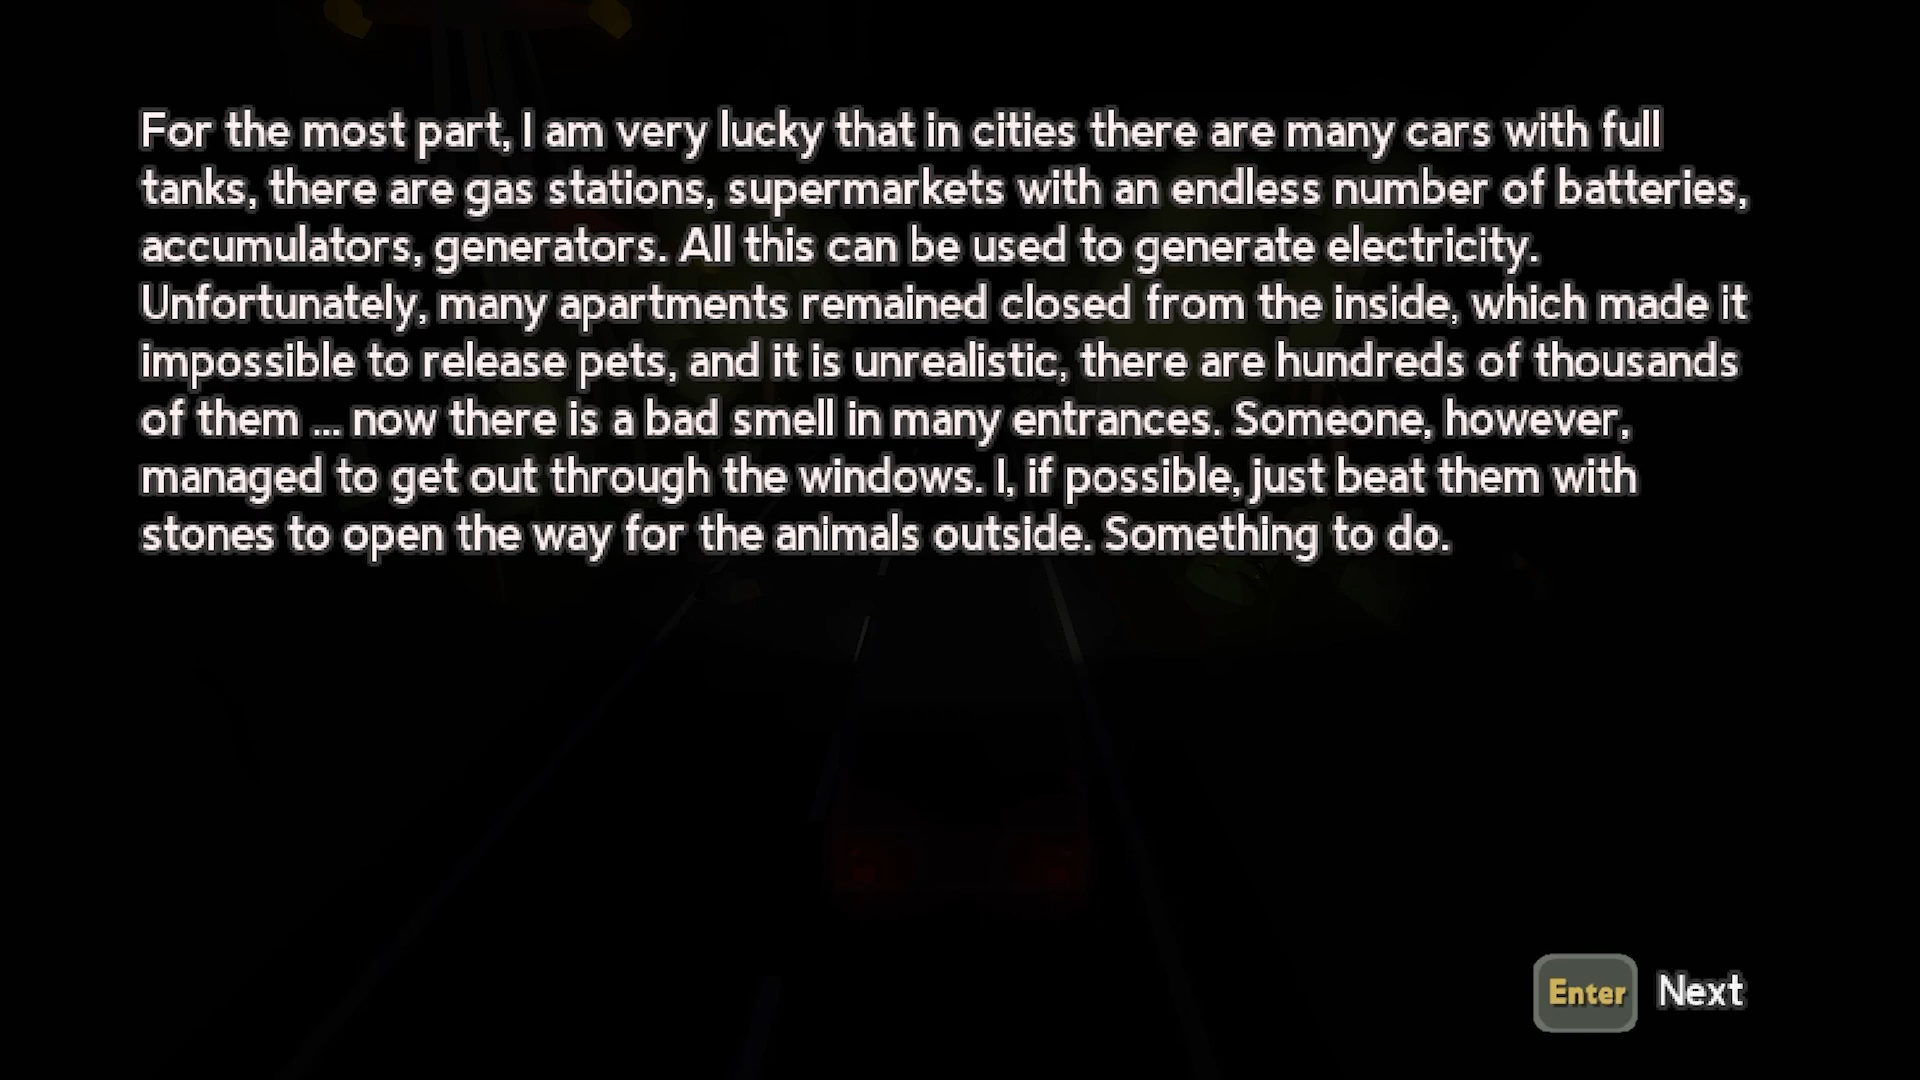 For the most part, I am very lucky that in cities there are many cars with full
tanks, there are gas stations, supermarkets with an endless number of batteries,
accumulators, generators. All this can be used to generate electricity.
Unfortunately, many apartments remained closed from the inside, which made it
impossible to release pets, and it is unrealistic, there are hundreds of thousands
of them ... now there is a bad smell in many entrances. Someone, however,
managed to get out through the windows. I, if possible, just beat them with
stones to open the way for the animals outside. Something to do.
Enter Next